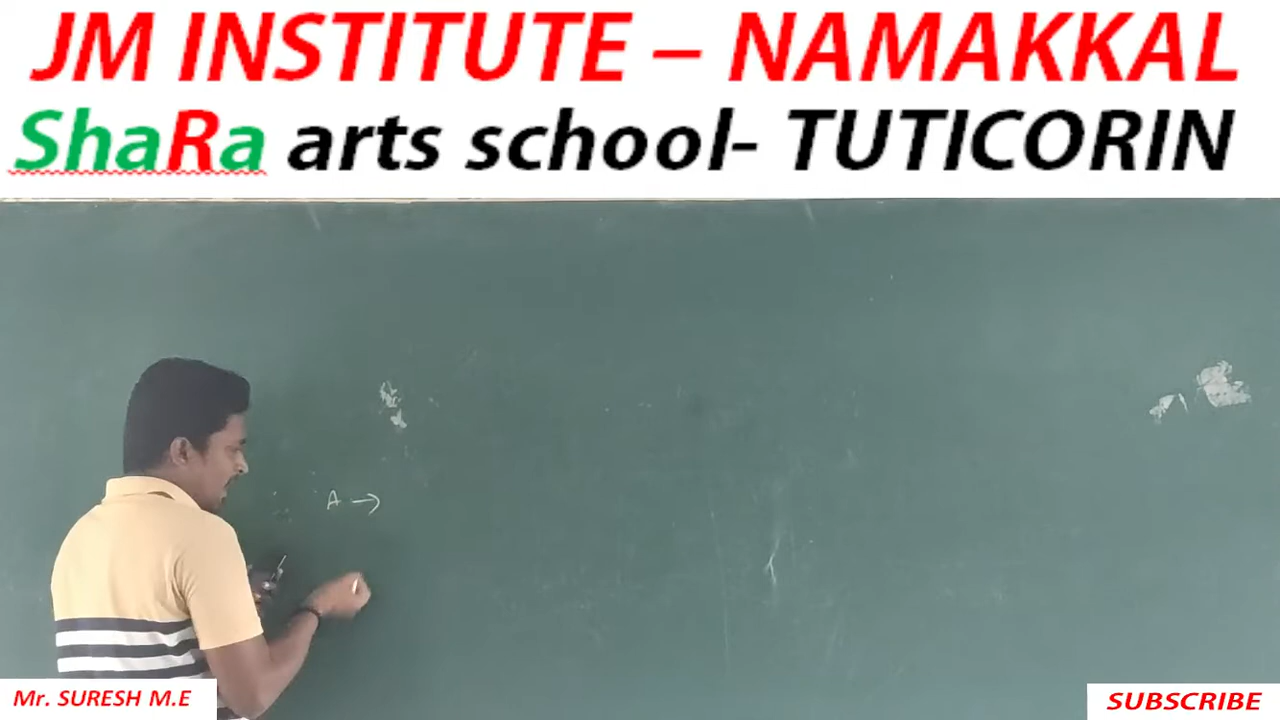 JM INSTITUTE – NAMAKKAL
ShaRa arts school- TUTICORIN
A →
Mr. SURESH M.E
SUBSCRIBE